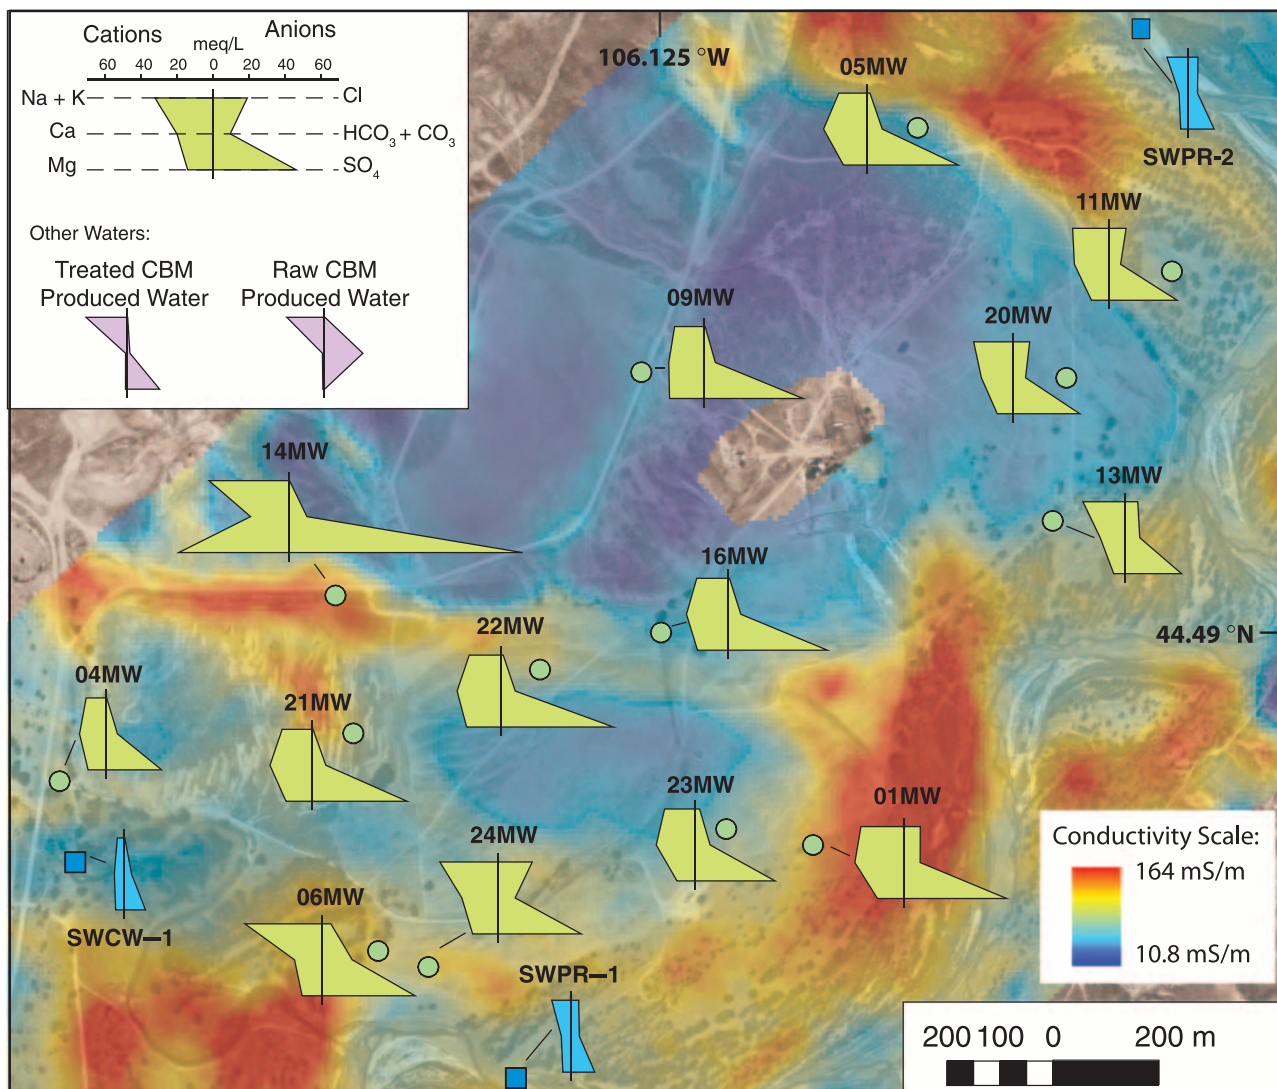 Cations
Anions
meq/L
60 40 20 0 20 40 60
Na + K
Cl
Ca
HCO3 + CO3
Mg
SO4
Other Waters:
Treated CBM
Produced Water
Raw CBM
Produced Water
106.125 °W
05MW
SWPR-2
11MW
09MW
20MW
14MW
13MW
16MW
22MW
44.49 °N
04MW
21MW
23MW
01MW
24MW
06MW
SWCW–1
SWPR–1
Conductivity Scale:
164 mS/m
10.8 mS/m
200 100 0 200 m